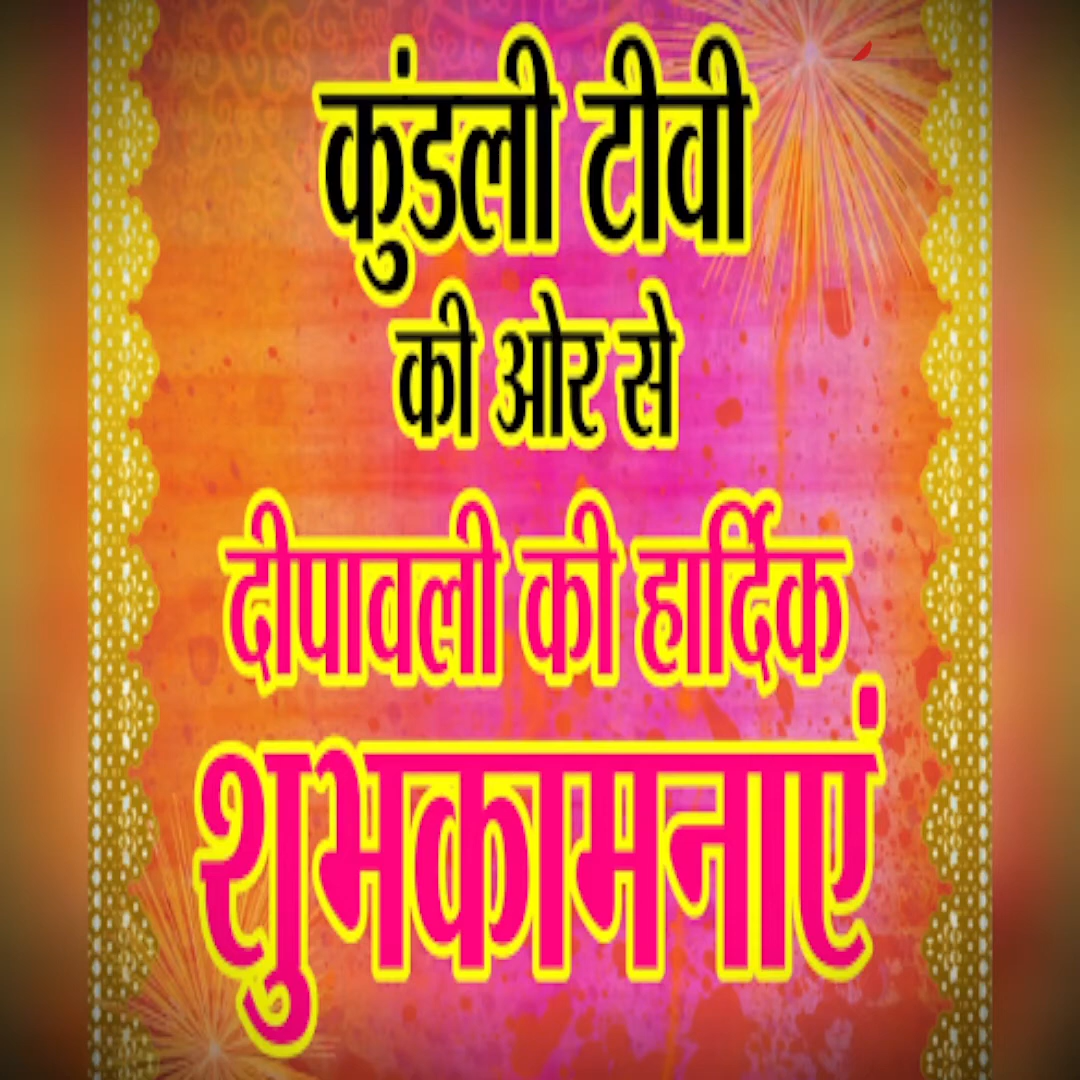 कुंडली टीवी
की ओर से
दीपावली की हार्दिक
शुभकामनाएं